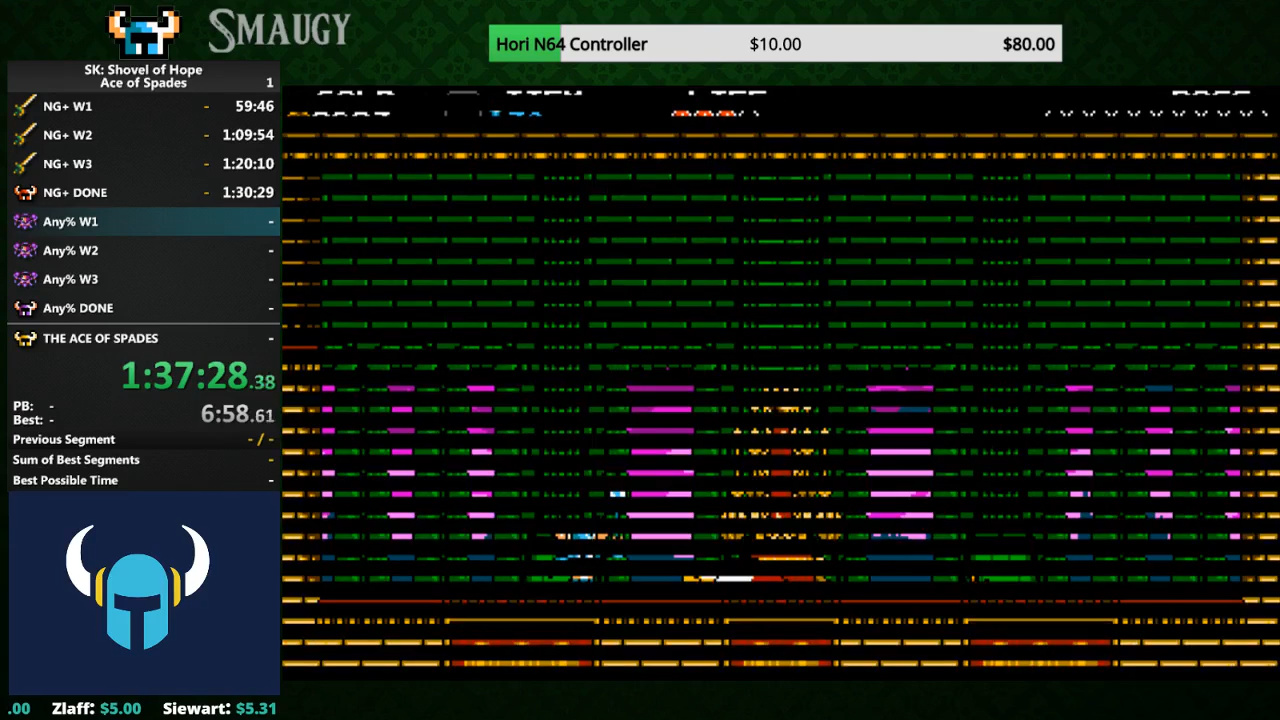 SMAUGY
Hori N64 Controller $10.00 $80.00
SK: Shovel of Hope
Ace of Spades 1
NG+ W1 - 59:46
NG+ W2 - 1:09:54
NG+ W3 - 1:20:10
NG+ DONE - 1:30:29
Any% W1 -
Any% W2 -
Any% W3 -
Any% DONE -
THE ACE OF SPADES -
1:37:28.38
PB: -
Best: -
6:58.61
Previous Segment - / -
Sum of Best Segments -
Best Possible Time -
.00 Zlaff: $5.00 Siewart: $5.31